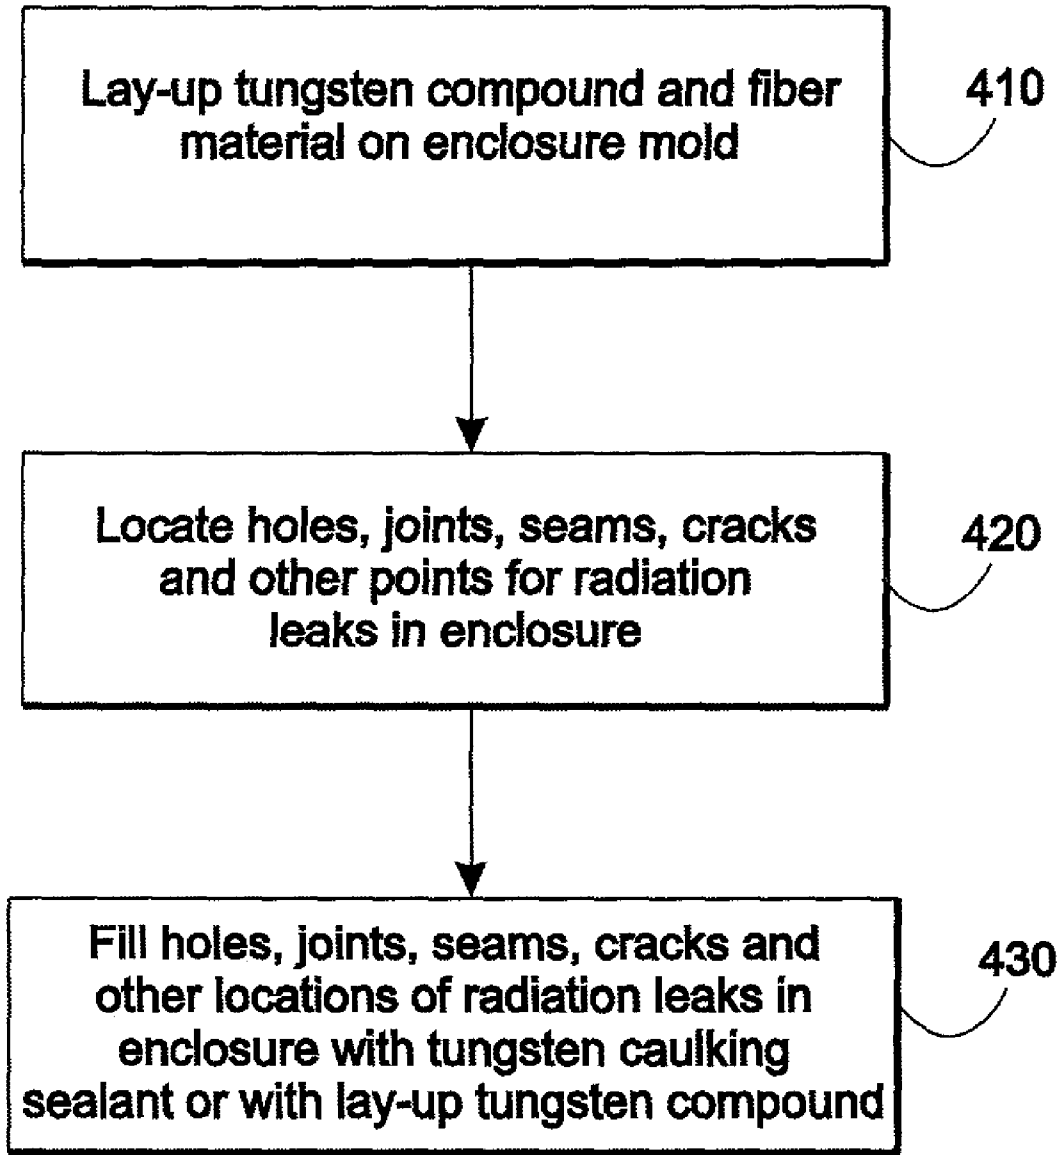 Lay-up tungsten compound and fiber
material on enclosure mold
410
Locate holes, joints, seams, cracks
and other points for radiation
leaks in enclosure
420
Fill holes, joints, seams, cracks and
other locations of radiation leaks in
enclosure with tungsten caulking
sealant or with lay-up tungsten compound
430